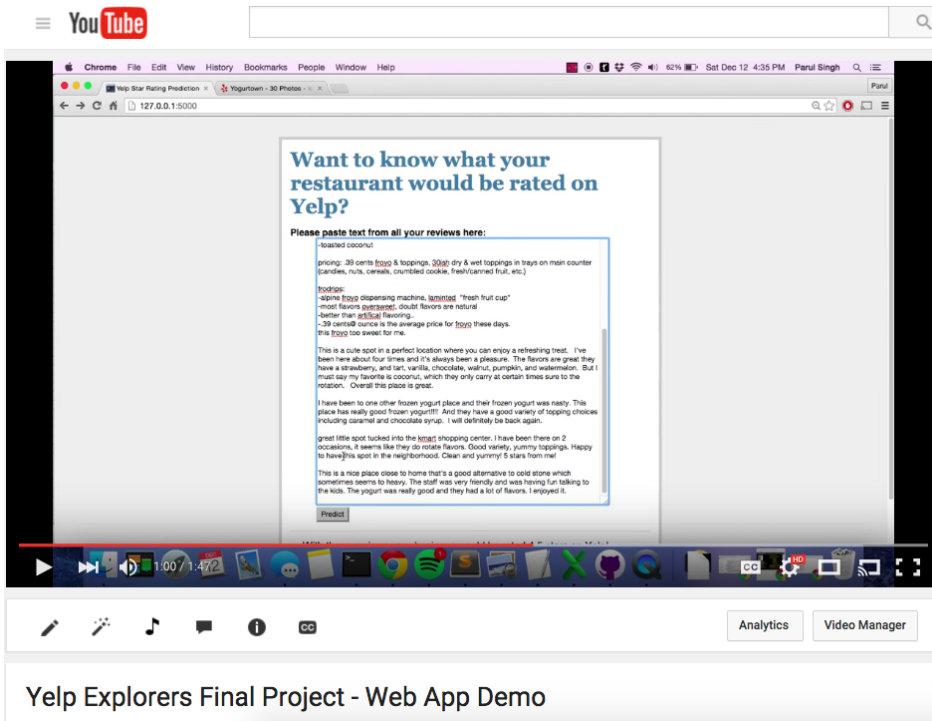 YouTube
Chrome File Edit View History Bookmarks People Window Help 62% Sat Dec 12 4:35 PM Parul Singh
Yelp Star Rating Prediction × Yogurtown - 30 Photos - × Parul
127.0.0.1:5000
Want to know what your
restaurant would be rated on
Yelp?
Please paste text from all your reviews here:
-toasted coconut
pricing: .39 cents froyo & toppings, 30ish dry & wet toppings in trays on main counter
(candies, nuts, cereals, crumbled cookie, fresh/canned fruit, etc.)
frodrips:
-alpine froyo dispensing machine, laminted "fresh fruit cup"
-most flavors oversweet, doubt flavors are natural
-better than artifical flavoring..
-.39 cents@ ounce is the average price for froyo these days.
this froyo too sweet for me.
This is a cute spot in a perfect location where you can enjoy a refreshing treat. I've
been here about four times and it's always been a pleasure. The flavors are great they
have a strawberry, and tart, vanilla, chocolate, walnut, pumpkin, and watermelon. But I
must say my favorite is coconut, which they only carry at certain times sure to the
rotation. Overall this place is great.
I have been to one other frozen yogurt place and their frozen yogurt was nasty. This
place has really good frozen yogurt!!!! And they have a good variety of topping choices
including caramel and chocolate syrup. I will definitely be back again.
great little spot tucked into the kmart shopping center. I have been there on 2
occasions, it seems like they do rotate flavors. Good variety, yummy toppings. Happy
to have this spot in the neighborhood. Clean and yummy! 5 stars from me!
This is a nice place close to home that's a good alternative to cold stone which
sometimes seems to heavy. The staff was very friendly and was having fun talking to
the kids. The yogurt was really good and they had a lot of flavors. I enjoyed it.
Predict
1:00 / 1:47
CC HD
CC
Analytics Video Manager
Yelp Explorers Final Project - Web App Demo